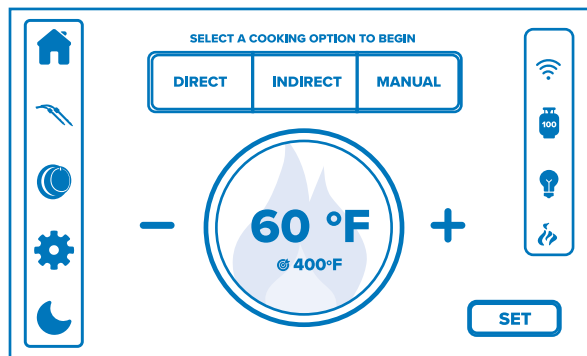 SELECT A COOKING OPTION TO BEGIN
DIRECT INDIRECT MANUAL
100
60 °F
400°F
SET